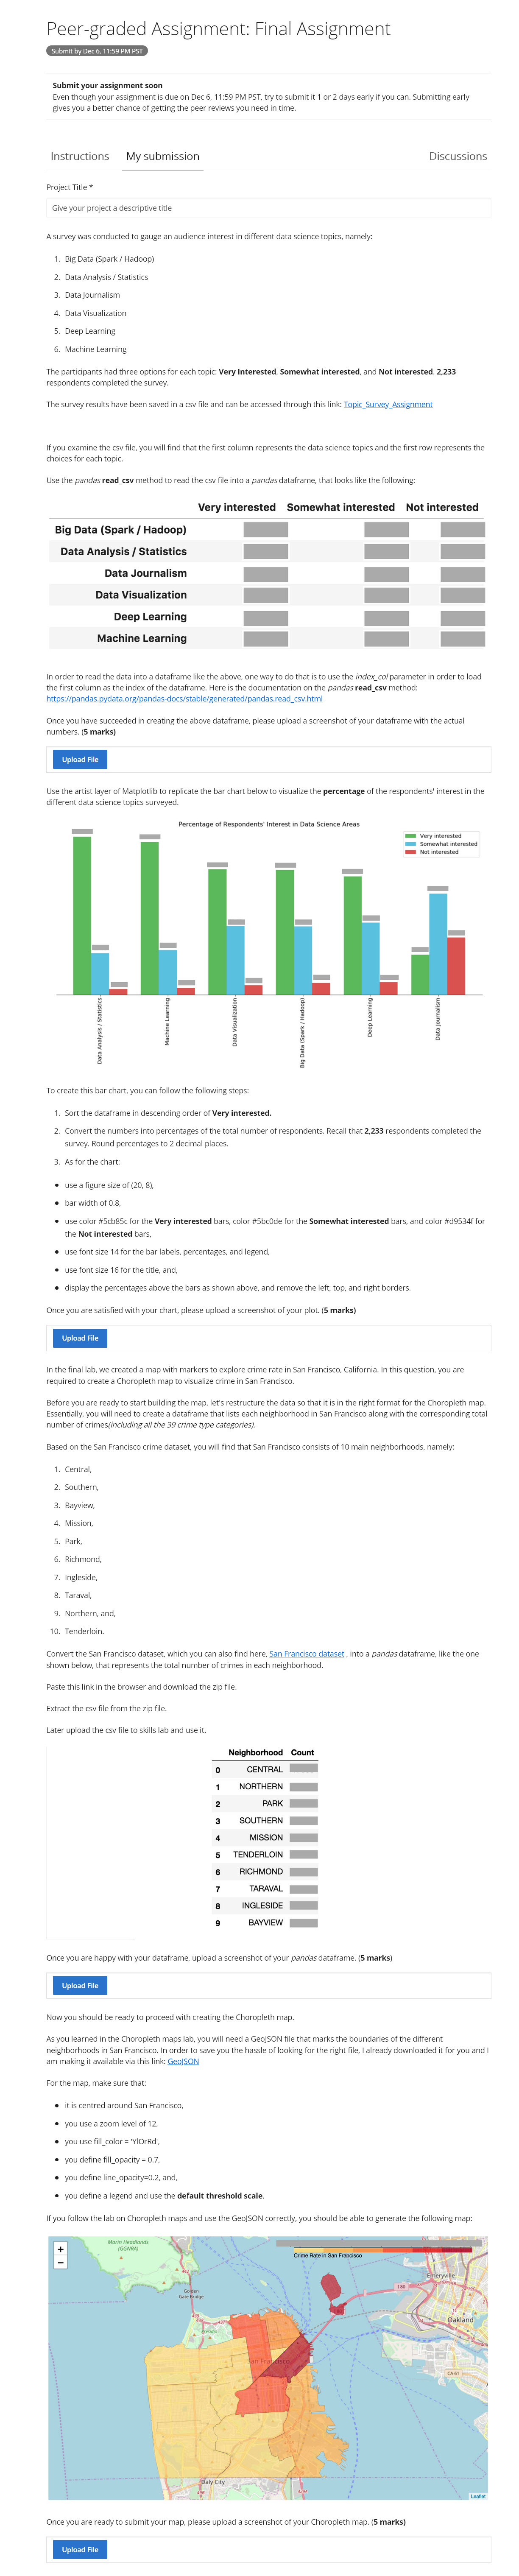 Peer-graded Assignment: Final Assignment
Submit by Dec 6, 11:59 PM PST
Submit your assignment soon
Even though your assignment is due on Dec 6, 11:59 PM PST, try to submit it 1 or 2 days early if you can. Submitting early
gives you a better chance of getting the peer reviews you need in time.
Instructions My submission Discussions
Project Title *
Give your project a descriptive title
A survey was conducted to gauge an audience interest in different data science topics, namely:
1. Big Data (Spark / Hadoop)
2. Data Analysis / Statistics
3. Data Journalism
4. Data Visualization
5. Deep Learning
6. Machine Learning
The participants had three options for each topic: Very Interested, Somewhat interested, and Not interested. 2,233
respondents completed the survey.
The survey results have been saved in a csv file and can be accessed through this link: Topic_Survey_Assignment
If you examine the csv file, you will find that the first column represents the data science topics and the first row represents the
choices for each topic.
Use the pandas read_csv method to read the csv file into a pandas dataframe, that looks like the following:
Very interested Somewhat interested Not interested
Big Data (Spark / Hadoop)
Data Analysis / Statistics
Data Journalism
Data Visualization
Deep Learning
Machine Learning
In order to read the data into a dataframe like the above, one way to do that is to use the index_col parameter in order to load
the first column as the index of the dataframe. Here is the documentation on the pandas read_csv method:
https://pandas.pydata.org/pandas-docs/stable/generated/pandas.read_csv.html
Once you have succeeded in creating the above dataframe, please upload a screenshot of your dataframe with the actual
numbers. (5 marks)
Upload File
Use the artist layer of Matplotlib to replicate the bar chart below to visualize the percentage of the respondents' interest in the
different data science topics surveyed.
Percentage of Respondents' Interest in Data Science Areas
Very interested
Somewhat interested
Not interested
Data Analysis / Statistics
Machine Learning
Data Visualization
Big Data (Spark / Hadoop)
Deep Learning
Data Journalism
To create this bar chart, you can follow the following steps:
1. Sort the dataframe in descending order of Very interested.
2. Convert the numbers into percentages of the total number of respondents. Recall that 2,233 respondents completed the
survey. Round percentages to 2 decimal places.
3. As for the chart:
• use a figure size of (20, 8),
• bar width of 0.8,
• use color #5cb85c for the Very interested bars, color #5bc0de for the Somewhat interested bars, and color #d9534f for
the Not interested bars,
• use font size 14 for the bar labels, percentages, and legend,
• use font size 16 for the title, and,
• display the percentages above the bars as shown above, and remove the left, top, and right borders.
Once you are satisfied with your chart, please upload a screenshot of your plot. (5 marks)
Upload File
In the final lab, we created a map with markers to explore crime rate in San Francisco, California. In this question, you are
required to create a Choropleth map to visualize crime in San Francisco.
Before you are ready to start building the map, let's restructure the data so that it is in the right format for the Choropleth map.
Essentially, you will need to create a dataframe that lists each neighborhood in San Francisco along with the corresponding total
number of crimes(including all the 39 crime type categories).
Based on the San Francisco crime dataset, you will find that San Francisco consists of 10 main neighborhoods, namely:
1. Central,
2. Southern,
3. Bayview,
4. Mission,
5. Park,
6. Richmond,
7. Ingleside,
8. Taraval,
9. Northern, and,
10. Tenderloin.
Convert the San Francisco dataset, which you can also find here, San Francisco dataset , into a pandas dataframe, like the one
shown below, that represents the total number of crimes in each neighborhood.
Paste this link in the browser and download the zip file.
Extract the csv file from the zip file.
Later upload the csv file to skills lab and use it.
Neighborhood Count
0 CENTRAL
1 NORTHERN
2 PARK
3 SOUTHERN
4 MISSION
5 TENDERLOIN
6 RICHMOND
7 TARAVAL
8 INGLESIDE
9 BAYVIEW
Once you are happy with your dataframe, upload a screenshot of your pandas dataframe. (5 marks)
Upload File
Now you should be ready to proceed with creating the Choropleth map.
As you learned in the Choropleth maps lab, you will need a GeoJSON file that marks the boundaries of the different
neighborhoods in San Francisco. In order to save you the hassle of looking for the right file, I already downloaded it for you and I
am making it available via this link: GeoJSON
For the map, make sure that:
• it is centred around San Francisco,
• you use a zoom level of 12,
• you use fill_color = 'YlOrRd',
• you define fill_opacity = 0.7,
• you define line_opacity=0.2, and,
• you define a legend and use the default threshold scale.
If you follow the lab on Choropleth maps and use the GeoJSON correctly, you should be able to generate the following map:
+
−
Marin Headlands
(GGNRA)
Crime Rate in San Francisco
Golden
Gate Bridge
Emeryville
I 80
Oakland
San Francisco
CA 61
Daly City
Leaflet
Once you are ready to submit your map, please upload a screenshot of your Choropleth map. (5 marks)
Upload File